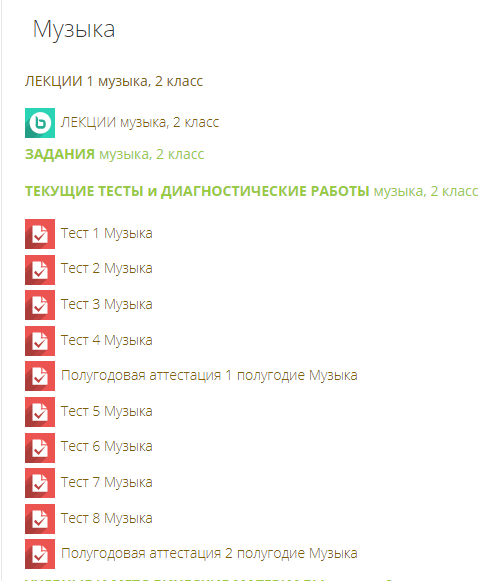 Музыка
ЛЕКЦИИ 1 музыка, 2 класс
ЛЕКЦИИ музыка, 2 класс
ЗАДАНИЯ музыка, 2 класс
ТЕКУЩИЕ ТЕСТЫ и ДИАГНОСТИЧЕСКИЕ РАБОТЫ музыка, 2 класс
Тест 1 Музыка
Тест 2 Музыка
Тест 3 Музыка
Тест 4 Музыка
Полугодовая аттестация 1 полугодие Музыка
Тест 5 Музыка
Тест 6 Музыка
Тест 7 Музыка
Тест 8 Музыка
Полугодовая аттестация 2 полугодие Музыка